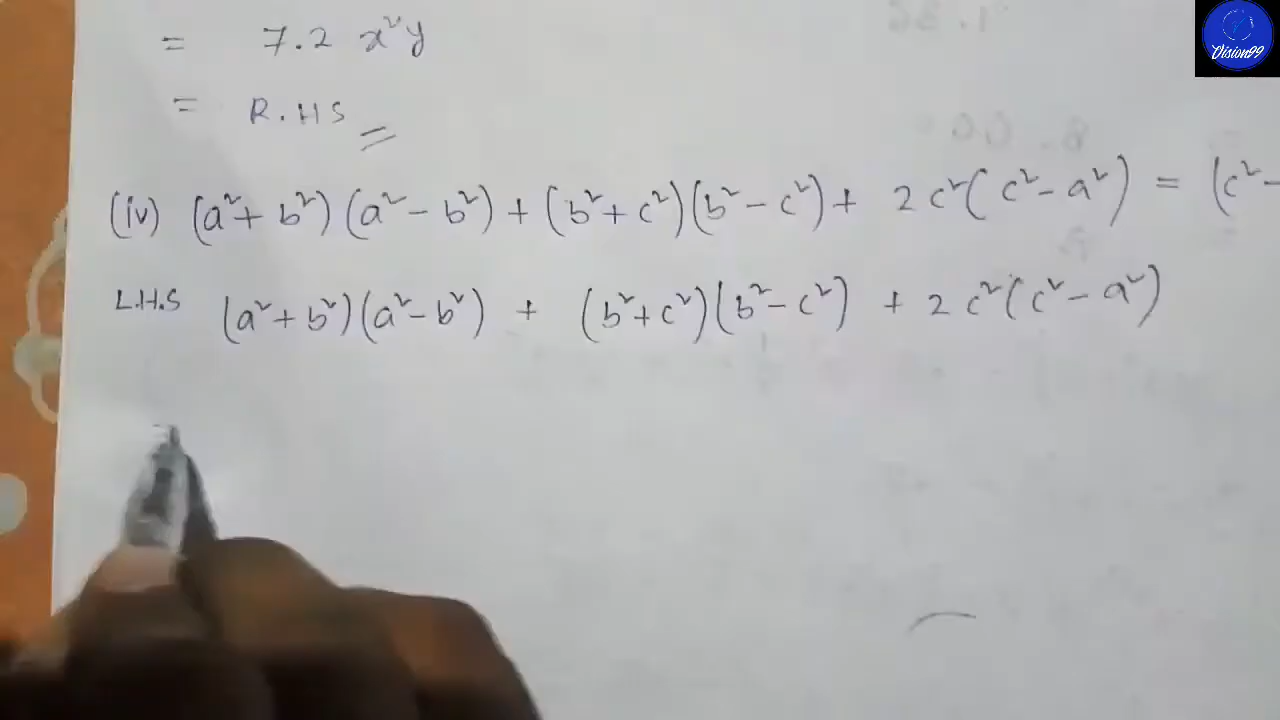 = 7.2 x²y
= R.HS
(iv) (a²+ b²)(a²- b²)+(b²+c²)(b²-c²)+ 2c²(c²-a²) = (c²-
L.H.S (a²+b²)(a²-b²) + (b²+c²)(b²-c²) + 2c²(c²-a²)
=
Vision99